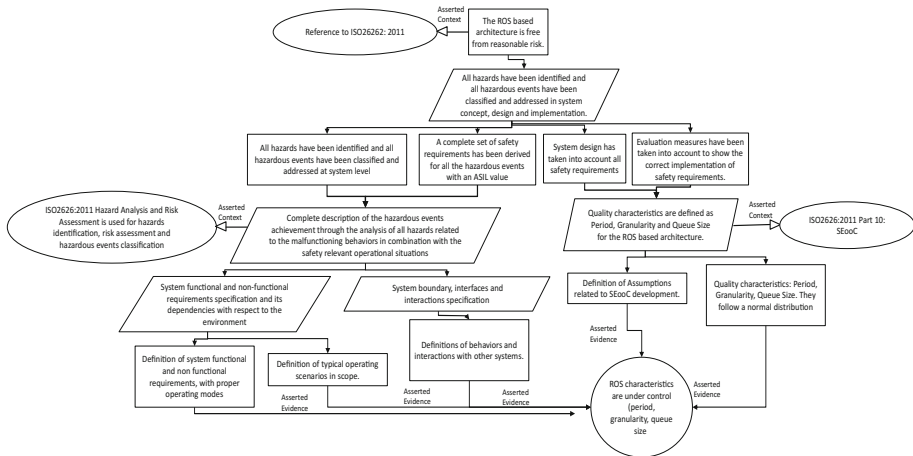 Asserted
Context
Reference to ISO26262: 2011
The ROS based
architecture is free
from reasonable risk.
All hazards have been identified and
all hazardous events have been
classified and addressed in system
concept, design and implementation.
All hazards have been identified and all
hazardous events have been classified and
addressed at system level
A complete set of safety
requirements has been derived
for all the hazardous events
with an ASIL value
System design has
taken into account all
safety requirements
Evaluation measures have been
taken into account to show the
correct implementation of
safety requirements.
ISO2626:2011 Hazard Analysis and Risk
Assessment is used for hazards
identification, risk assessment and
hazardous events classification
Asserted
Context
Complete description of the hazardous events
achievement through the analysis of all hazards related
to the malfunctioning behaviors in combination with the
safety relevant operational situations
Quality characteristics are defined as
Period, Granularity and Queue Size
for the ROS based architecture.
Asserted
Context
ISO2626:2011 Part 10:
SEooC
System functional and non-functional
requirements specification and its
dependencies with respect to the
environment
System boundary, interfaces and
interactions specification
Definition of Assumptions
related to SEooC development.
Quality characteristics: Period,
Granularity, Queue Size. They
follow a normal distribution
Asserted
Evidence
Definition of system functional
and non functional
requirements, with proper
operating modes
Definition of typical operating
scenarios in scope.
Definitions of behaviors and
interactions with other systems.
ROS characteristics
are under control
(period,
granularity, queue
size
Asserted
Evidence
Asserted
Evidence
Asserted
Evidence
Asserted
Evidence